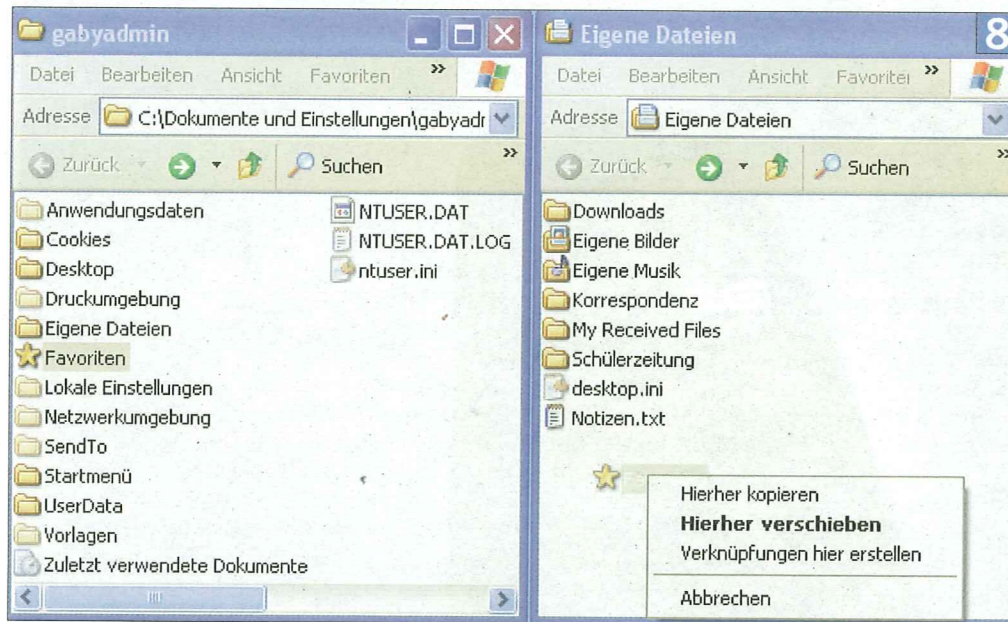 gabyadmin
Datei Bearbeiten Ansicht Favoriten »
Adresse C:\Dokumente und Einstellungen\gabyadr
Zurück Suchen »
Anwendungsdaten
Cookies
Desktop
Druckumgebung
Eigene Dateien
Favoriten
Lokale Einstellungen
Netzwerkumgebung
SendTo
Startmenü
UserData
Vorlagen
Zuletzt verwendete Dokumente
NTUSER.DAT
NTUSER.DAT.LOG
ntuser.ini
Eigene Dateien
8
Datei Bearbeiten Ansicht Favoriter »
Adresse Eigene Dateien
Zurück Suchen »
Downloads
Eigene Bilder
Eigene Musik
Korrespondenz
My Received Files
Schülerzeitung
desktop.ini
Notizen.txt
Hierher kopieren
Hierher verschieben
Verknüpfungen hier erstellen
Abbrechen